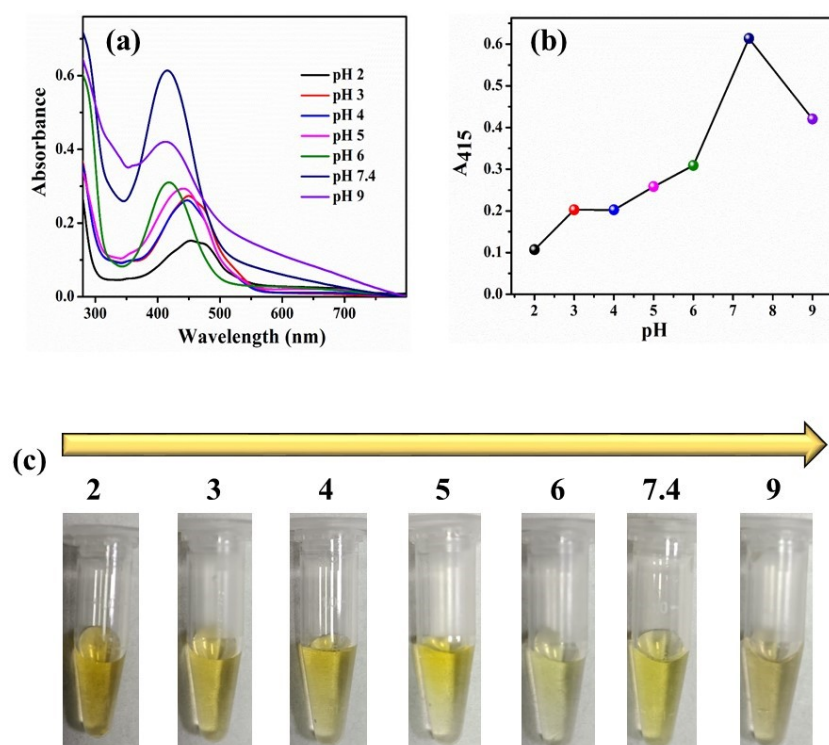 (a)
0.6
0.4
0.2
0.0
Absorbance
300 400 500 600 700
Wavelength (nm)
pH 2
pH 3
pH 4
pH 5
pH 6
pH 7.4
pH 9
(b)
0.6
0.5
0.4
0.3
0.2
0.1
0.0
A415
2 3 4 5 6 7 8 9
pH
(c)
2 3 4 5 6 7.4 9